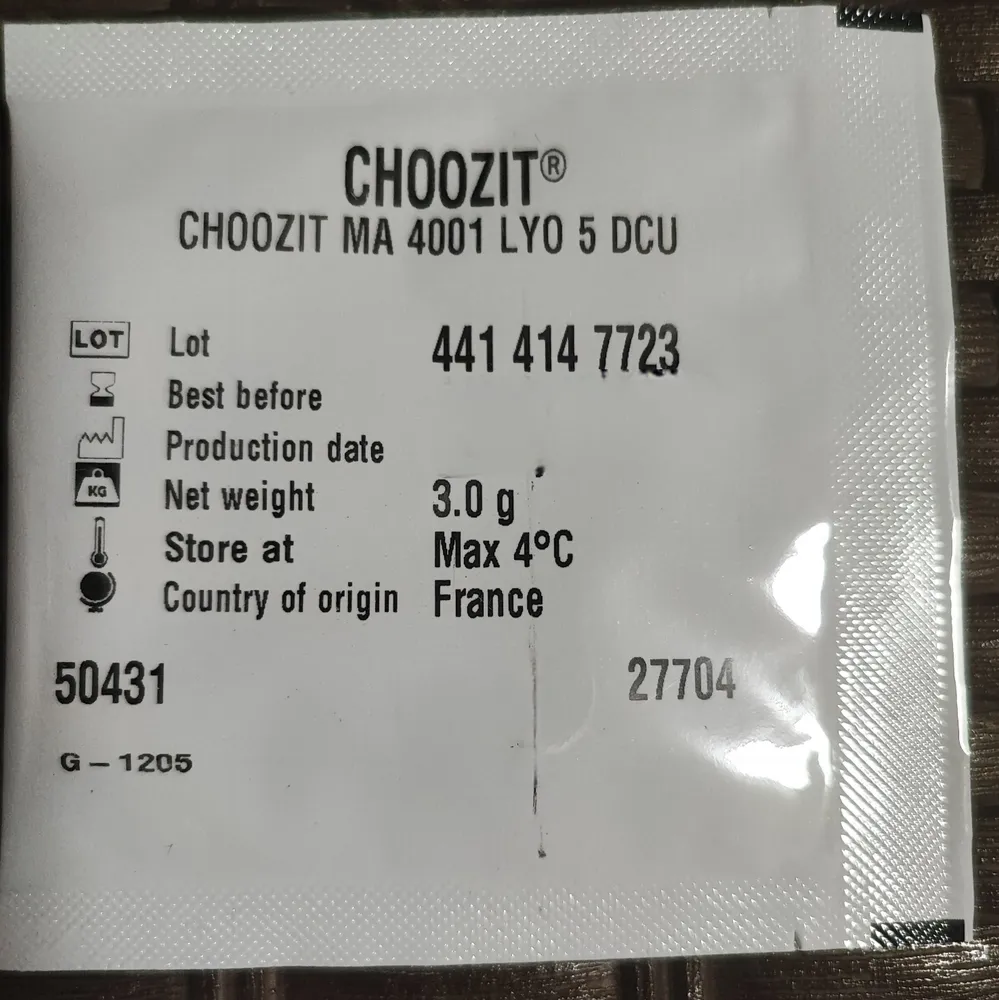 CHOOZIT®
CHOOZIT MA 4001 LYO 5 DCU
LOT Lot 441 414 7723
Best before
Production date
KG Net weight 3.0 g
Store at Max 4ºC
Country of origin France
50431 27704
G – 1205